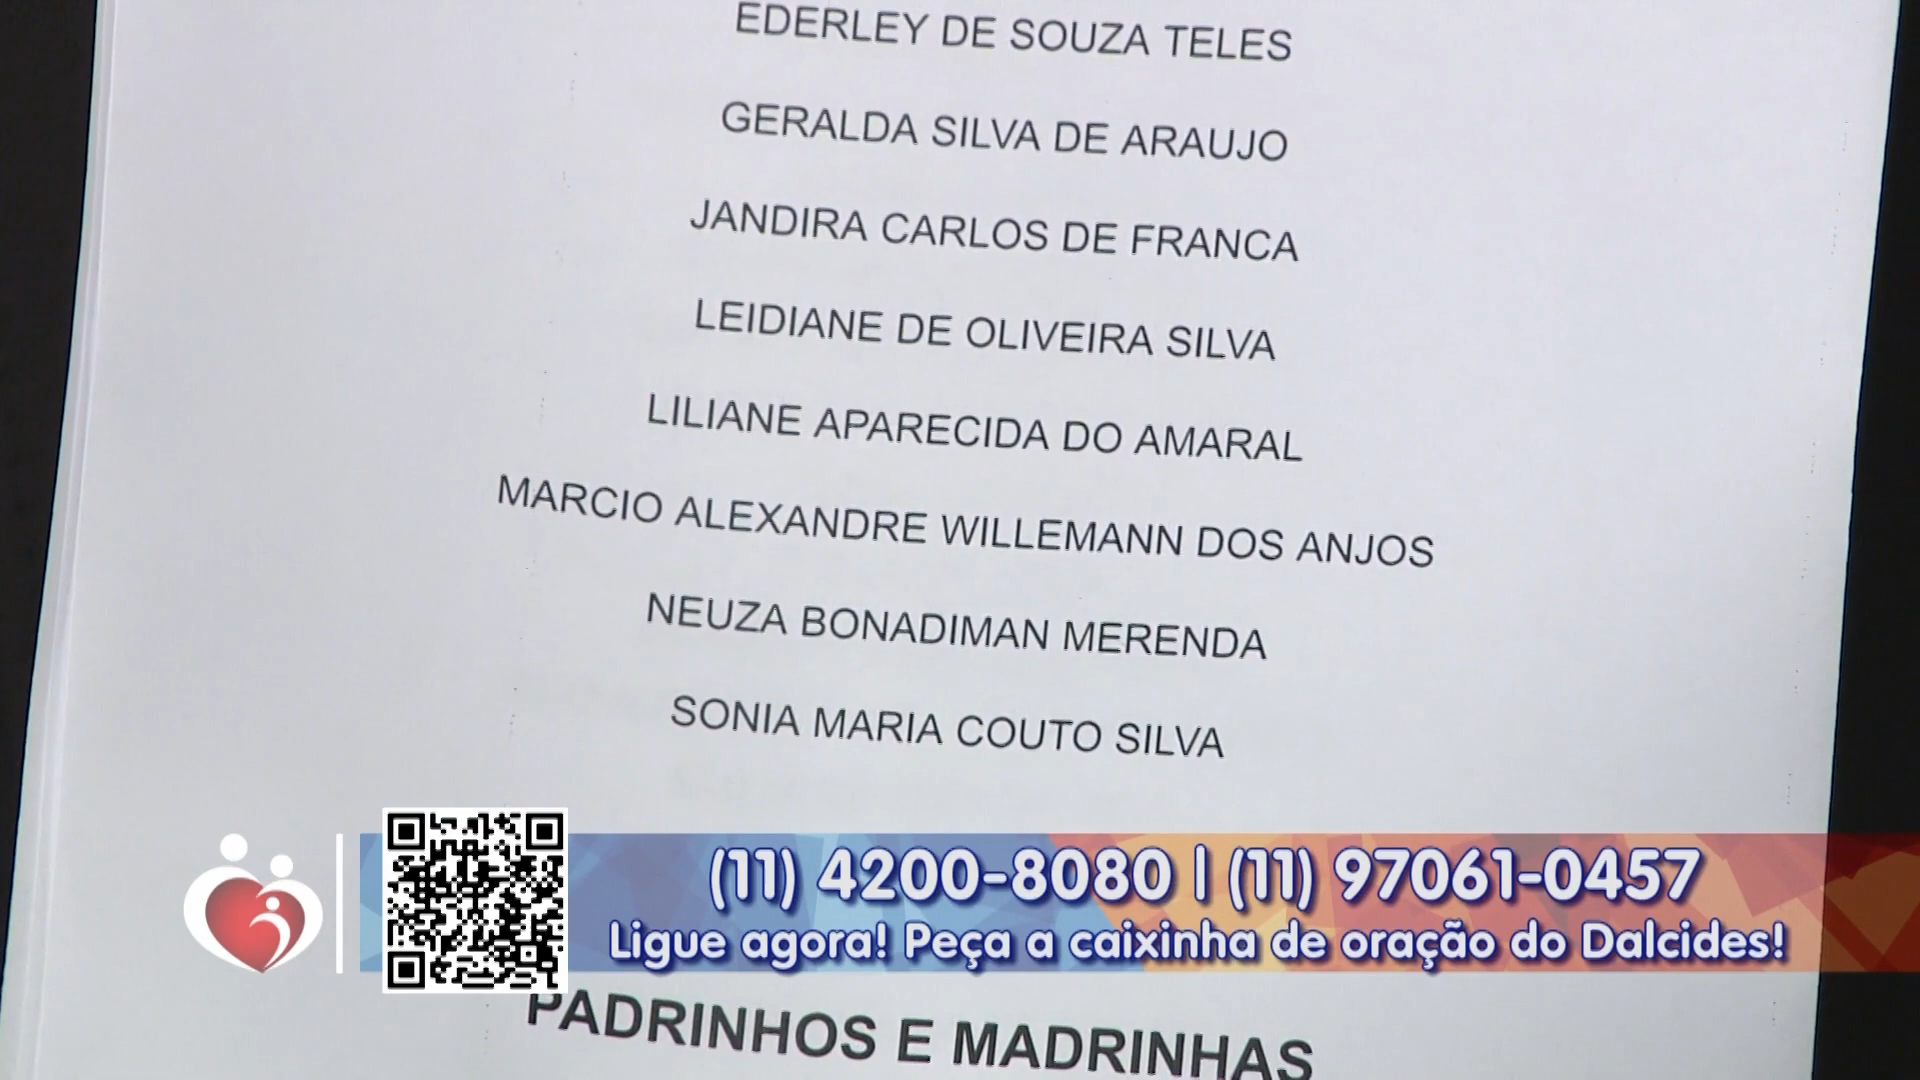 EDERLEY DE SOUZA TELES
GERALDA SILVA DE ARAUJO
JANDIRA CARLOS DE FRANCA
LEIDIANE DE OLIVEIRA SILVA
LILIANE APARECIDA DO AMARAL
MARCIO ALEXANDRE WILLEMANN DOS ANJOS
NEUZA BONADIMAN MERENDA
SONIA MARIA COUTO SILVA
(11) 4200-8080 | (11) 97061-0457
Ligue agora! Peça a caixinha de oração do Dalcides!
PADRINHOS E MADRINHAS